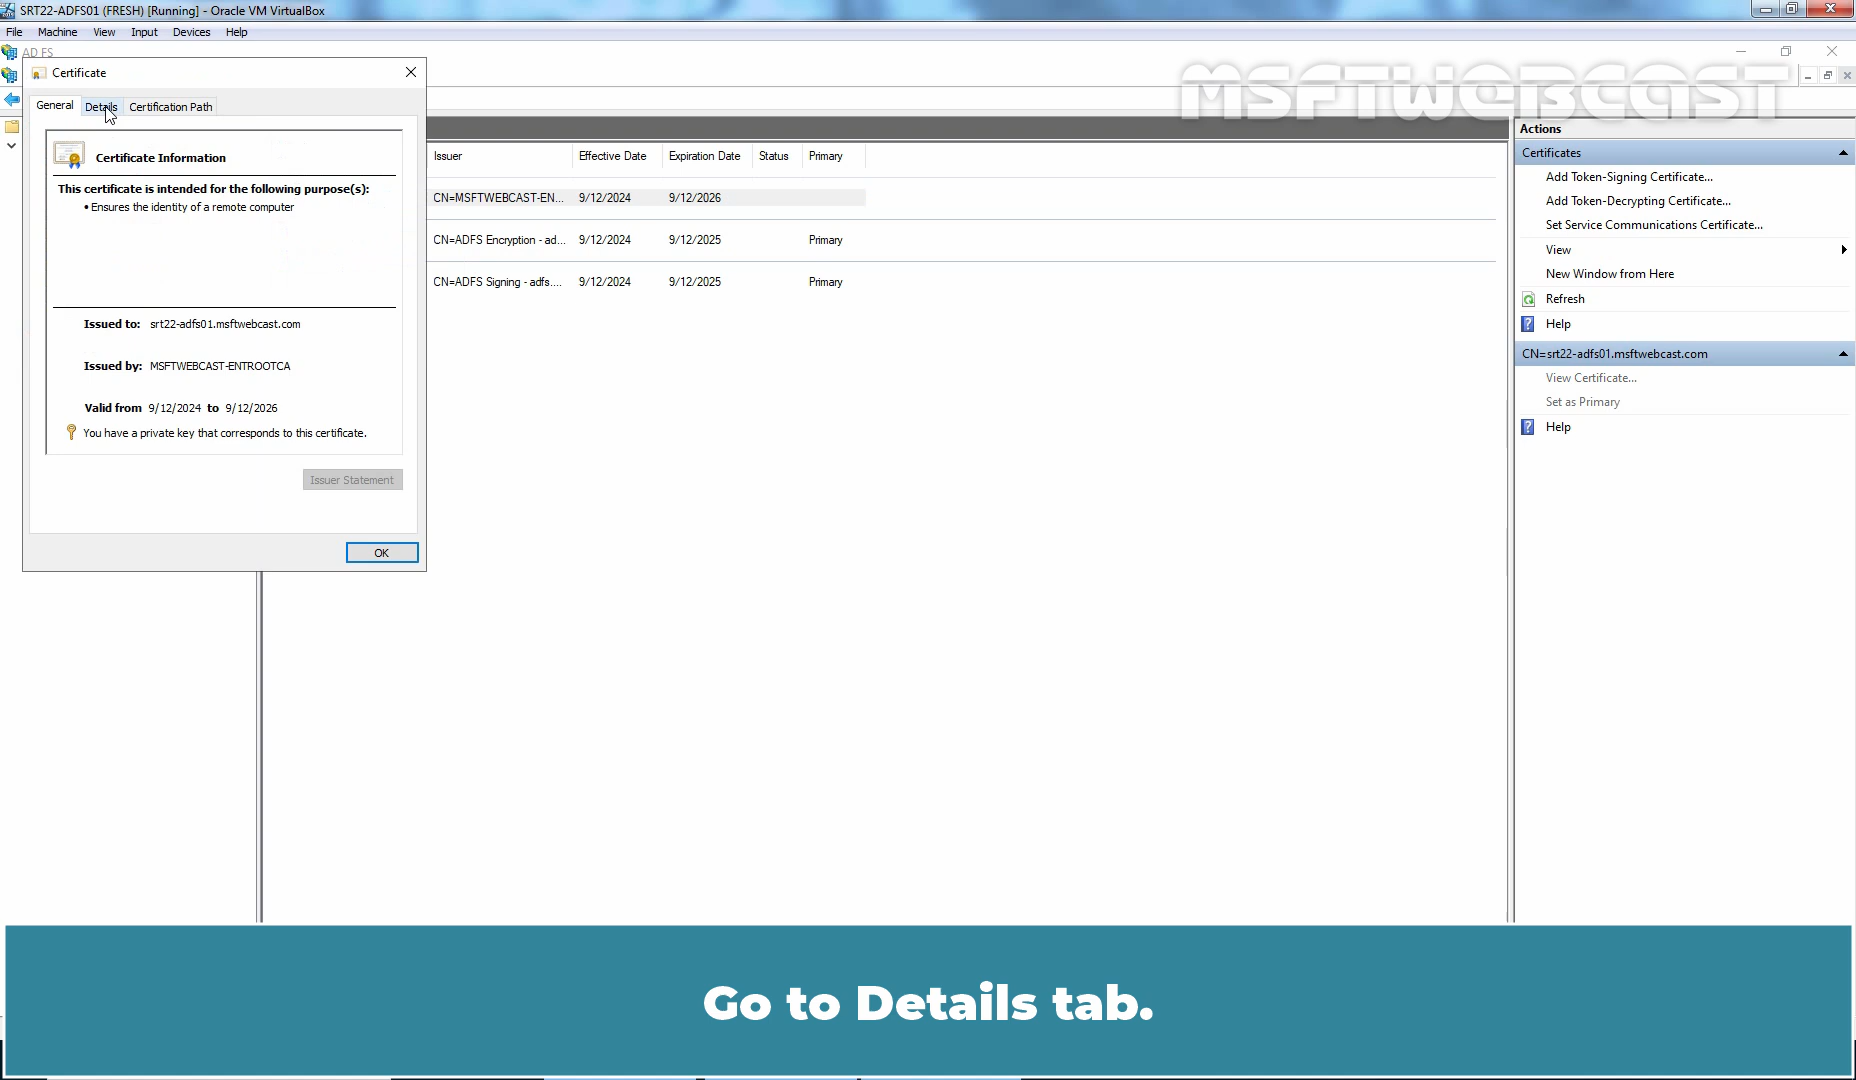 SRT22-ADFS01 (FRESH) [Running] - Oracle VM VirtualBox
File Machine View Input Devices Help
AD FS
MSFTWEBCAST
Certificate
General Details Certification Path
Certificate Information
This certificate is intended for the following purpose(s):
• Ensures the identity of a remote computer
Issued to: srt22-adfs01.msftwebcast.com
Issued by: MSFTWEBCAST-ENTROOTCA
Valid from 9/12/2024 to 9/12/2026
You have a private key that corresponds to this certificate.
Issuer Statement
OK
Issuer Effective Date Expiration Date Status Primary
CN=MSFTWEBCAST-EN... 9/12/2024 9/12/2026
CN=ADFS Encryption - ad... 9/12/2024 9/12/2025 Primary
CN=ADFS Signing - adfs.... 9/12/2024 9/12/2025 Primary
Actions
Certificates
Add Token-Signing Certificate...
Add Token-Decrypting Certificate...
Set Service Communications Certificate...
View
New Window from Here
Refresh
Help
CN=srt22-adfs01.msftwebcast.com
View Certificate...
Set as Primary
Help
Go to Details tab.